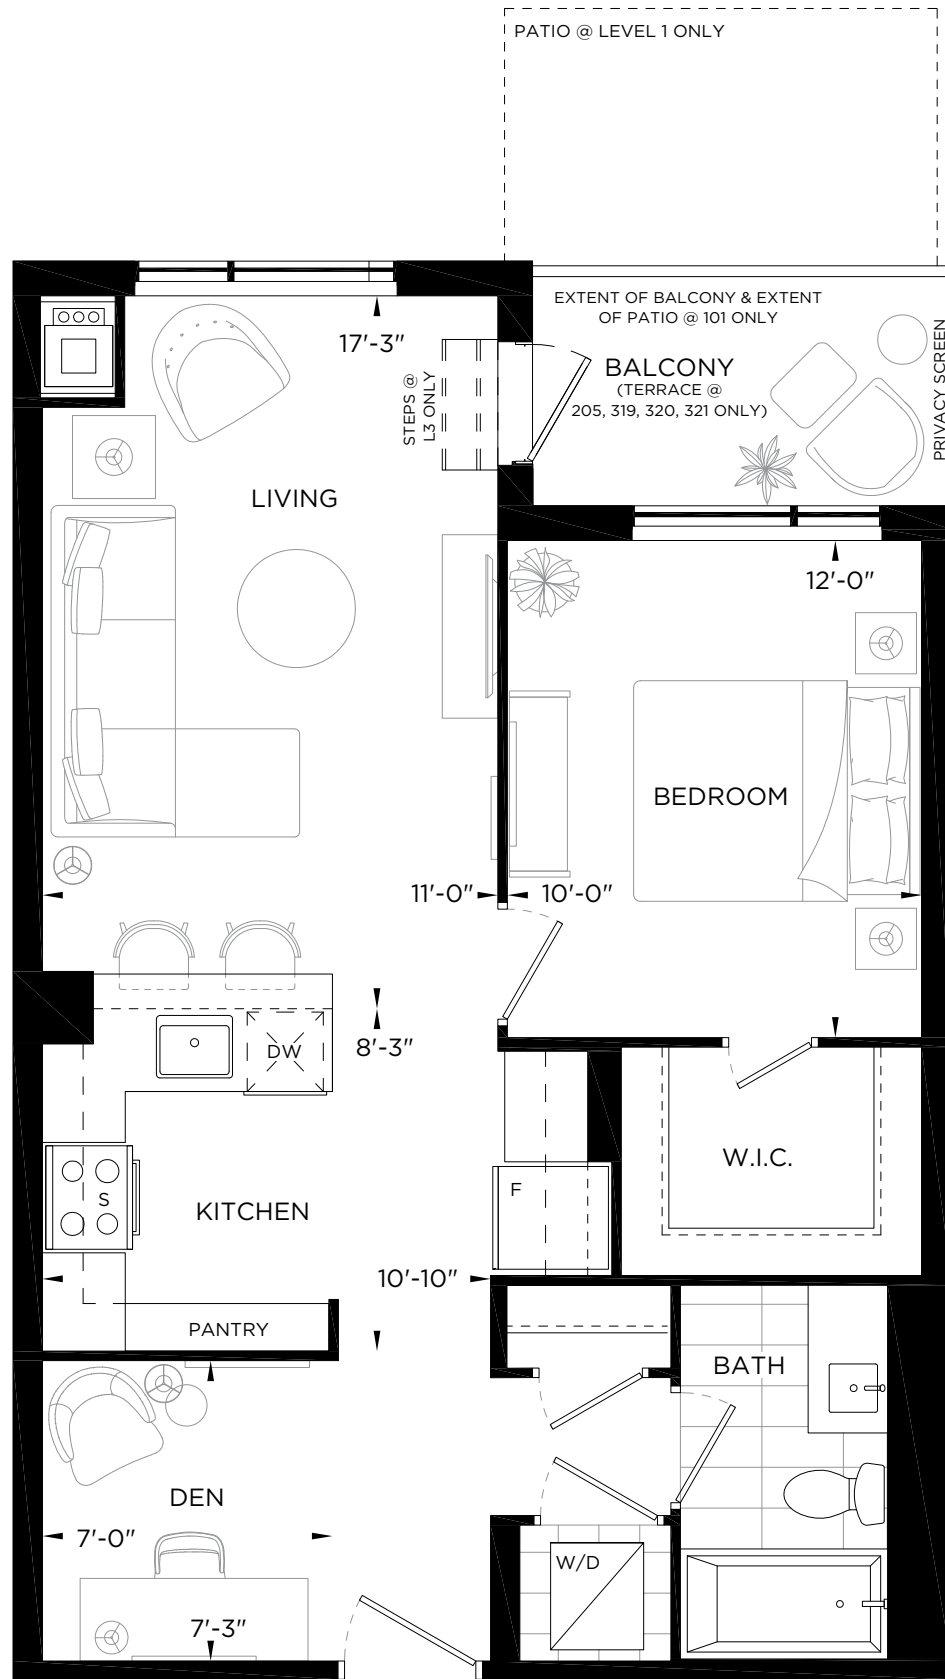 PATIO @ LEVEL 1 ONLY
EXTENT OF BALCONY & EXTENT
OF PATIO @ 101 ONLY
17'-3"
BALCONY
(TERRACE @
205, 319, 320, 321 ONLY)
PRIVACY SCREEN
STEPS @
L3 ONLY
LIVING
12'-0"
BEDROOM
11'-0"
10'-0"
DW
8'-3"
W.I.C.
S
F
KITCHEN
10'-10"
PANTRY
BATH
DEN
7'-0"
W/D
7'-3"